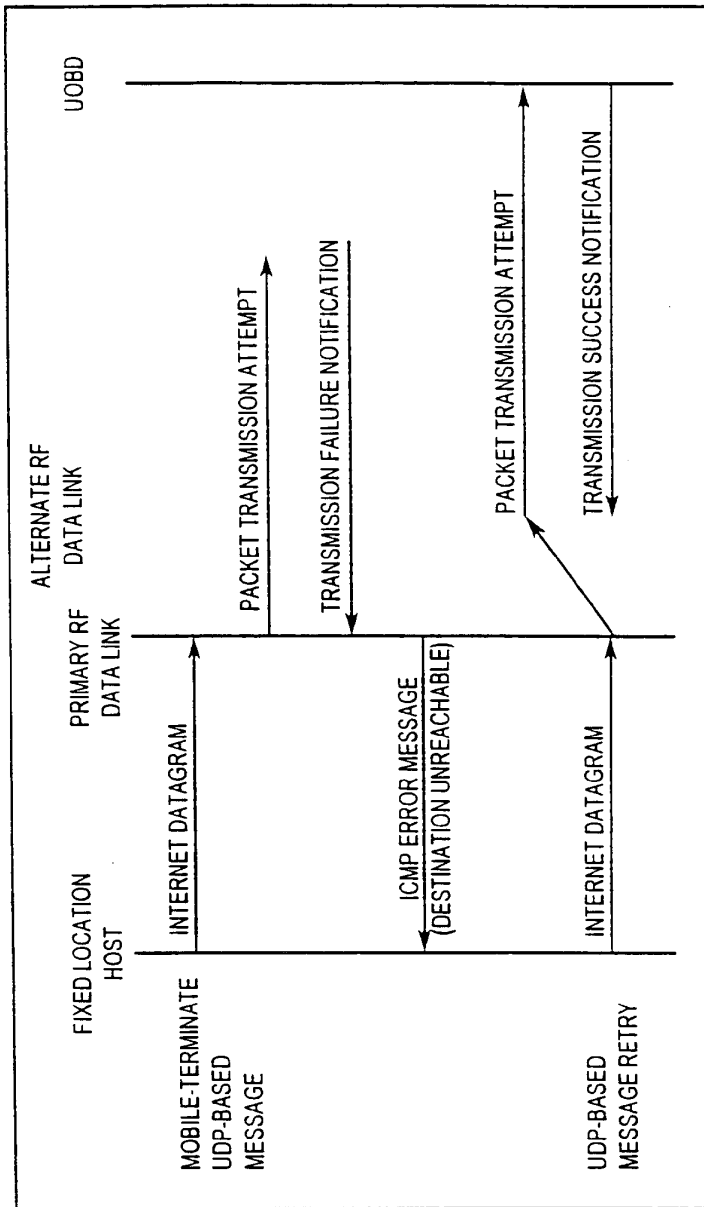 FIXED LOCATION
HOST
PRIMARY RF
DATA LINK
ALTERNATE RF
DATA LINK
UOBD
MOBILE-TERMINATE
UDP-BASED
MESSAGE
INTERNET DATAGRAM
PACKET TRANSMISSION ATTEMPT
TRANSMISSION FAILURE NOTIFICATION
ICMP ERROR MESSAGE
(DESTINATION UNREACHABLE)
PACKET TRANSMISSION ATTEMPT
UDP-BASED
MESSAGE RETRY
INTERNET DATAGRAM
TRANSMISSION SUCCESS NOTIFICATION